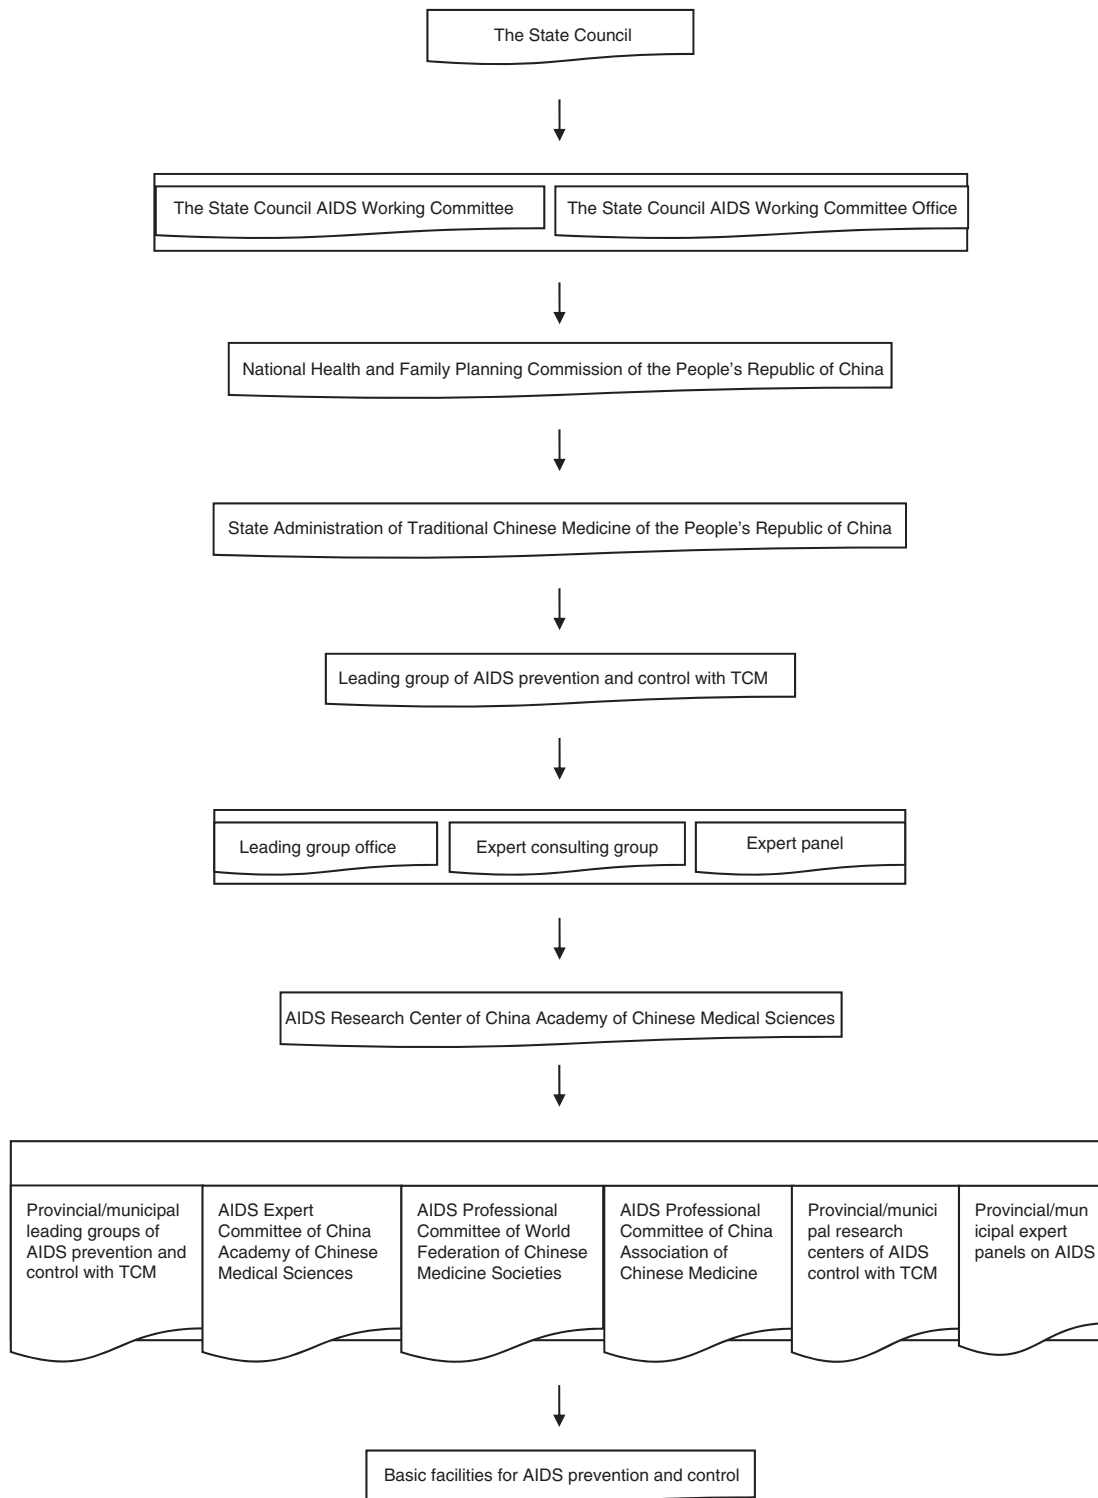 The State Council
The State Council AIDS Working Committee
The State Council AIDS Working Committee Office
National Health and Family Planning Commission of the People's Republic of China
State Administration of Traditional Chinese Medicine of the People's Republic of China
Leading group of AIDS prevention and control with TCM
Leading group office
Expert consulting group
Expert panel
AIDS Research Center of China Academy of Chinese Medical Sciences
Provincial/municipal
leading groups of
AIDS prevention and
control with TCM
AIDS Expert
Committee of China
Academy of Chinese
Medical Sciences
AIDS Professional
Committee of World
Federation of Chinese
Medicine Societies
AIDS Professional
Committee of China
Association of
Chinese Medicine
Provincial/munici
pal research
centers of AIDS
control with TCM
Provincial/mun
icipal expert
panels on AIDS
Basic facilities for AIDS prevention and control